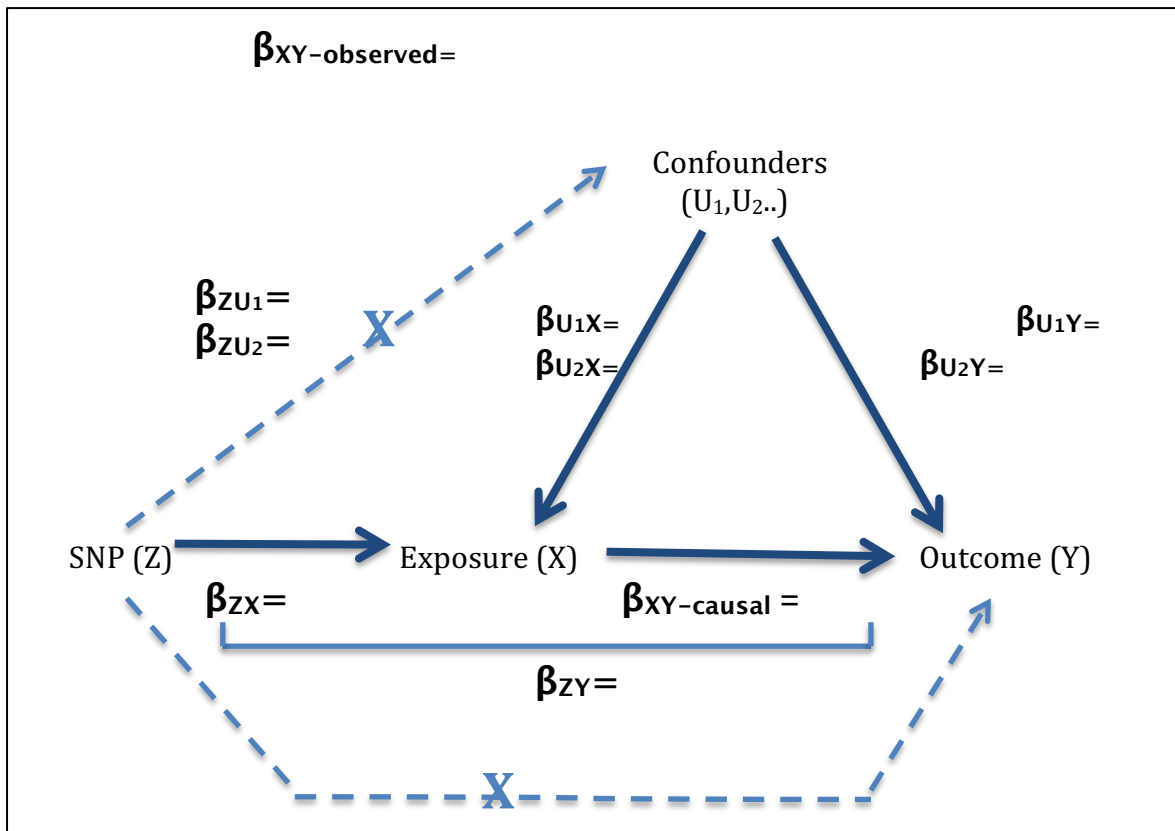 βXY-observed=
Confounders
(U1,U2..)
βZU1=
βZU2=
X
βU1X=
βU2X=
βU1Y=
βU2Y=
SNP (Z)
Exposure (X)
Outcome (Y)
βZX=
βXY-causal =
βZY=
X